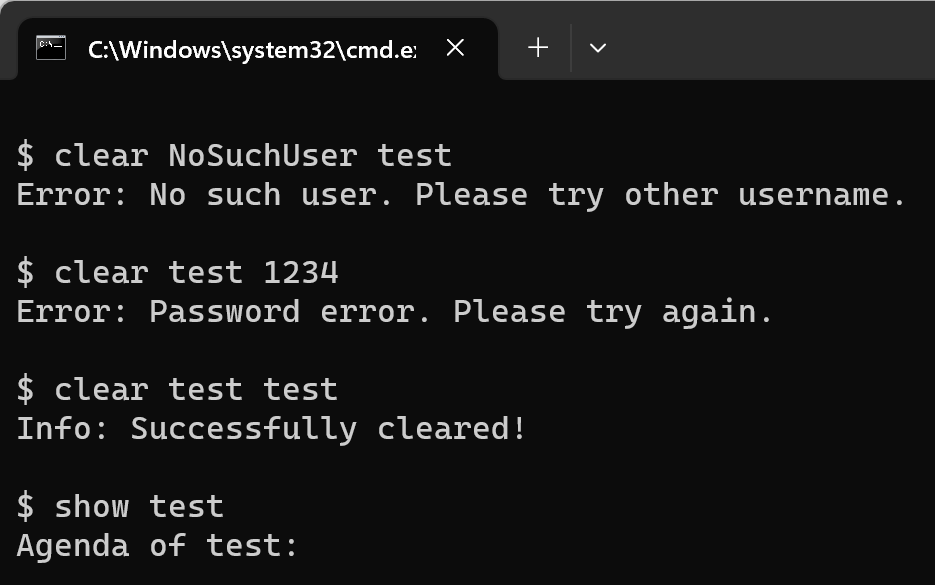 C:\Windows\system32\cmd.e
$ clear NoSuchUser test
Error: No such user. Please try other username.
$ clear test 1234
Error: Password error. Please try again.
$ clear test test
Info: Successfully cleared!
$ show test
Agenda of test: